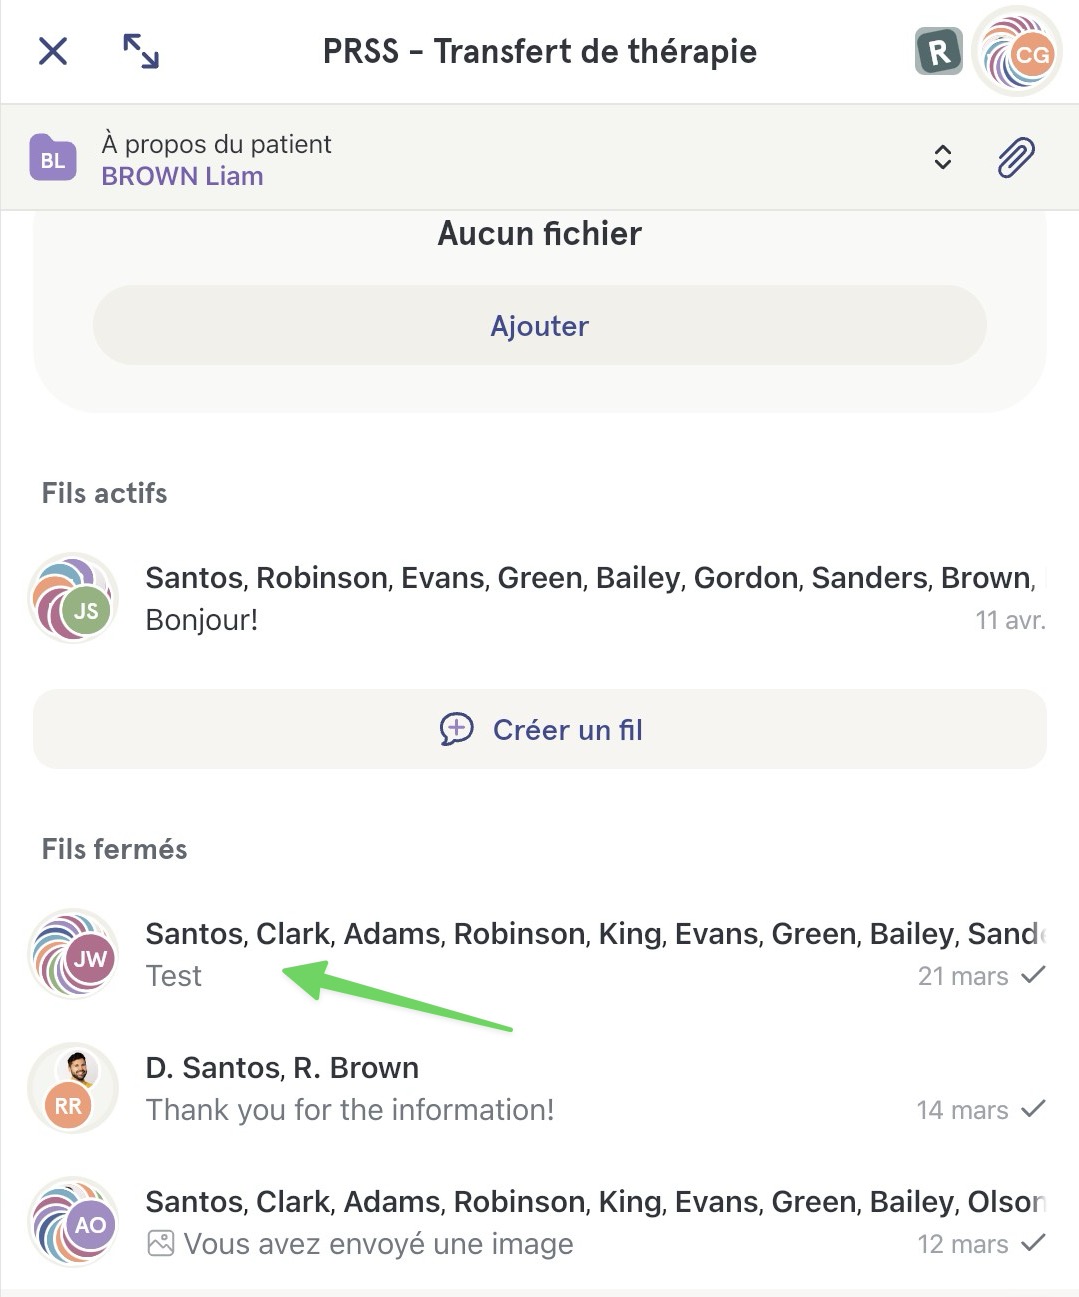 PRSS – Transfert de thérapie
R
CG
BL
À propos du patient
BROWN Liam
Aucun fichier
Ajouter
Fils actifs
JS
Santos, Robinson, Evans, Green, Bailey, Gordon, Sanders, Brown,
Bonjour!
11 avr.
Créer un fil
Fils fermés
JW
Santos, Clark, Adams, Robinson, King, Evans, Green, Bailey, Sande
Test
21 mars
RR
D. Santos, R. Brown
Thank you for the information!
14 mars
AO
Santos, Clark, Adams, Robinson, King, Evans, Green, Bailey, Olson
Vous avez envoyé une image
12 mars